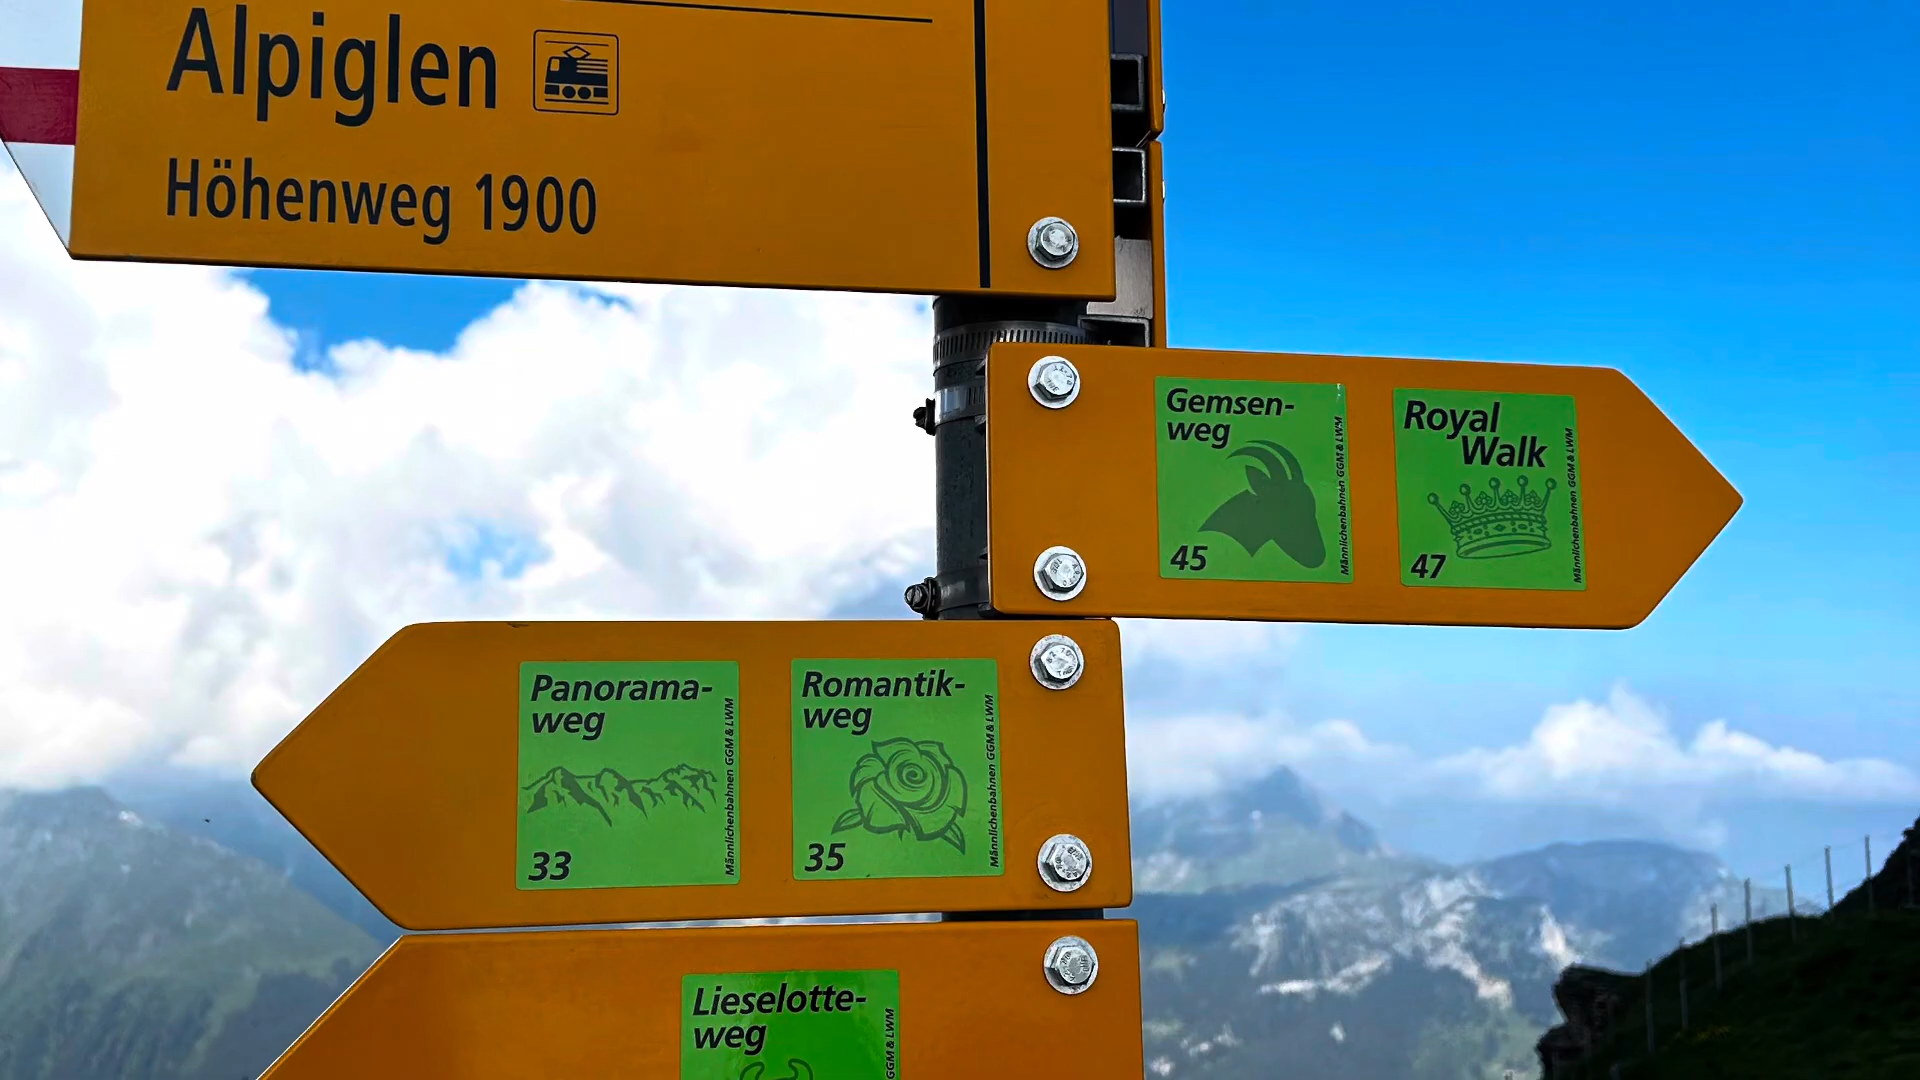 Alpiglen
Höhenweg 1900
Gemsen-
weg
45
Männlichenbahnen GGM & LWM
Royal
Walk
47
Männlichenbahnen GGM & LWM
Panorama-
weg
33
Männlichenbahnen GGM & LWM
Romantik-
weg
35
Männlichenbahnen GGM & LWM
Lieselotte-
weg
GGM & LWM